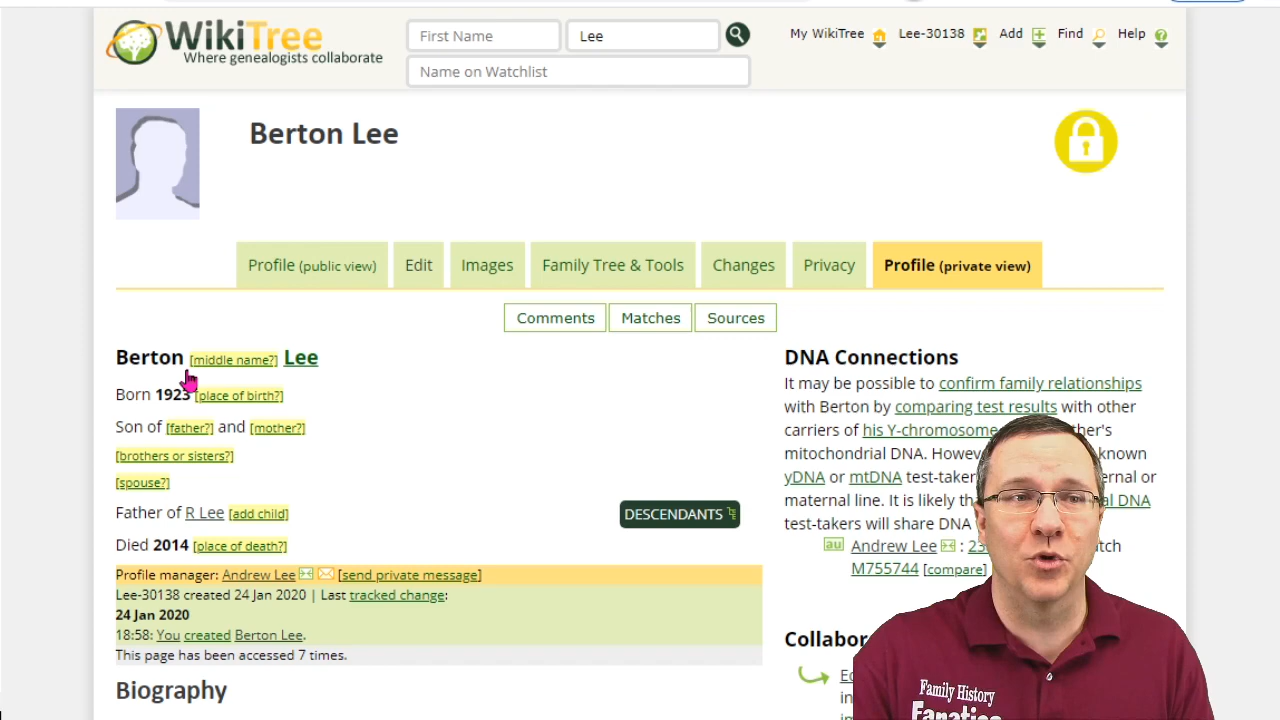 WikiTree
Where genealogists collaborate
First Name
Lee
Name on Watchlist
My WikiTree Lee-30138 Add Find Help
Berton Lee
Profile (public view) Edit Images Family Tree & Tools Changes Privacy Profile (private view)
Comments Matches Sources
Berton [middle name?] Lee
Born 1923 [place of birth?]
Son of [father?] and [mother?]
[brothers or sisters?]
[spouse?]
Father of R Lee [add child]
DESCENDANTS
Died 2014 [place of death?]
Profile manager: Andrew Lee [send private message]
Lee-30138 created 24 Jan 2020 | Last tracked change:
24 Jan 2020
18:58: You created Berton Lee.
This page has been accessed 7 times.
Biography
DNA Connections
It may be possible to confirm family relationships
with Berton by comparing test results with other
carriers of his Y-chromosome
mitochondrial DNA. known
yDNA or mtDNA test-taker
maternal line. It is likely DNA
test-takers will share DNA
au Andrew Lee :
M755744 [compare]
Family History
Fanatics